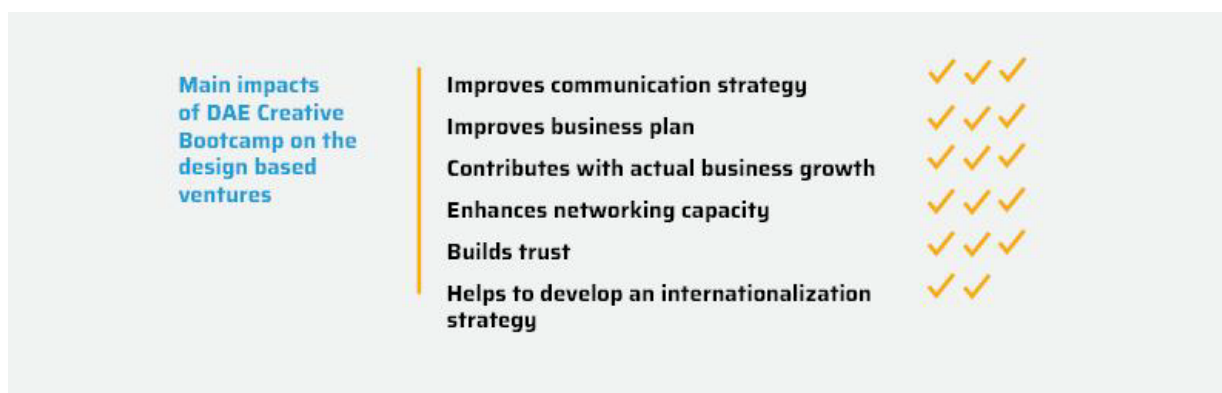 Main impacts
of DAE Creative
Bootcamp on the
design based
ventures
Improves communication strategy
Improves business plan
Contributes with actual business growth
Enhances networking capacity
Builds trust
Helps to develop an internationalization
strategy